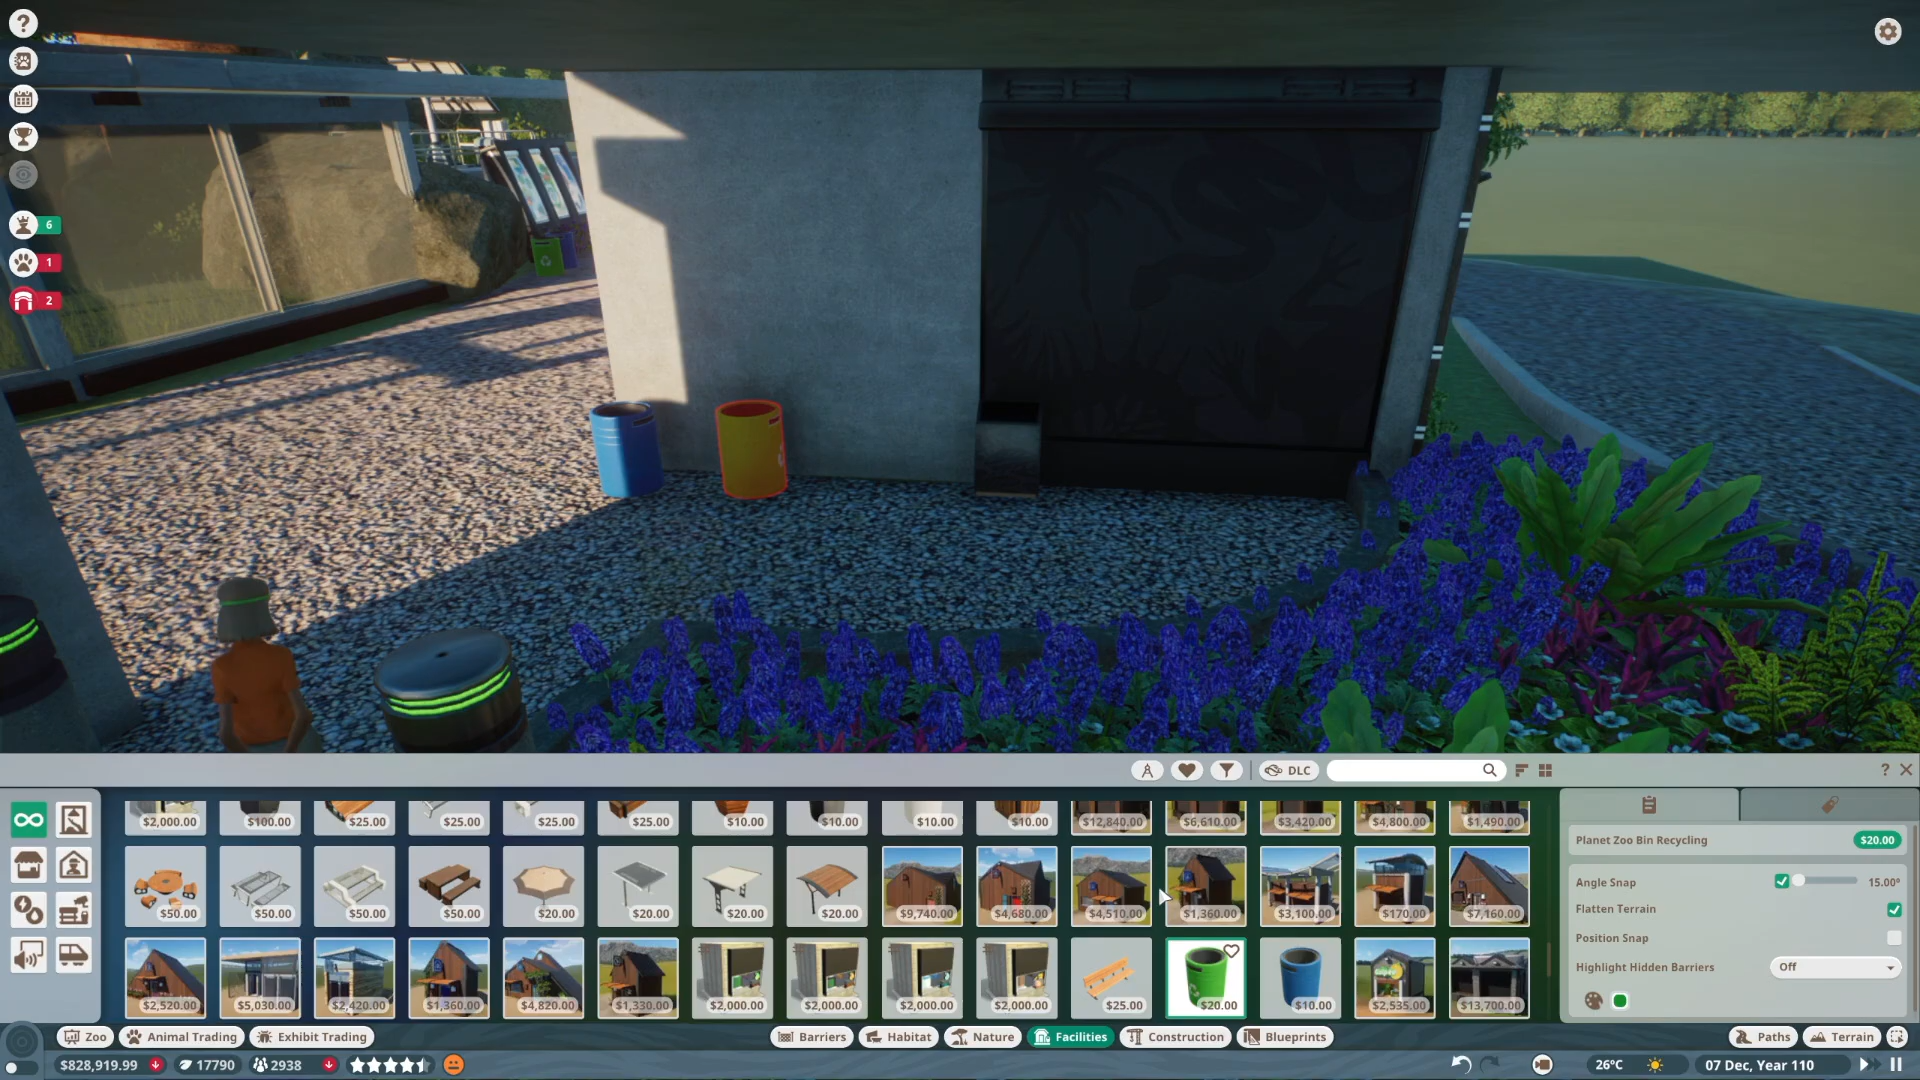 ?
6
1
2
DLC
? ×
$2,000.00 $100.00 $25.00 $25.00 $25.00 $25.00 $10.00 $10.00 $10.00 $10.00 $12,840.00 $6,610.00 $3,420.00 $4,800.00 $1,490.00
$50.00 $50.00 $50.00 $50.00 $20.00 $20.00 $20.00 $20.00 $9,740.00 $4,680.00 $4,510.00 $1,360.00 $3,100.00 $170.00 $7,160.00
$2,520.00 $5,030.00 $2,420.00 $1,360.00 $4,820.00 $1,330.00 $2,000.00 $2,000.00 $2,000.00 $2,000.00 $25.00 $20.00 $10.00 $2,535.00 $13,700.00
Planet Zoo Bin Recycling $20.00
Angle Snap 15.00°
Flatten Terrain
Position Snap
Highlight Hidden Barriers Off
Zoo Animal Trading Exhibit Trading Barriers Habitat Nature Facilities Construction Blueprints Paths Terrain
$828,919.99 17790 2938 26°C 07 Dec, Year 110